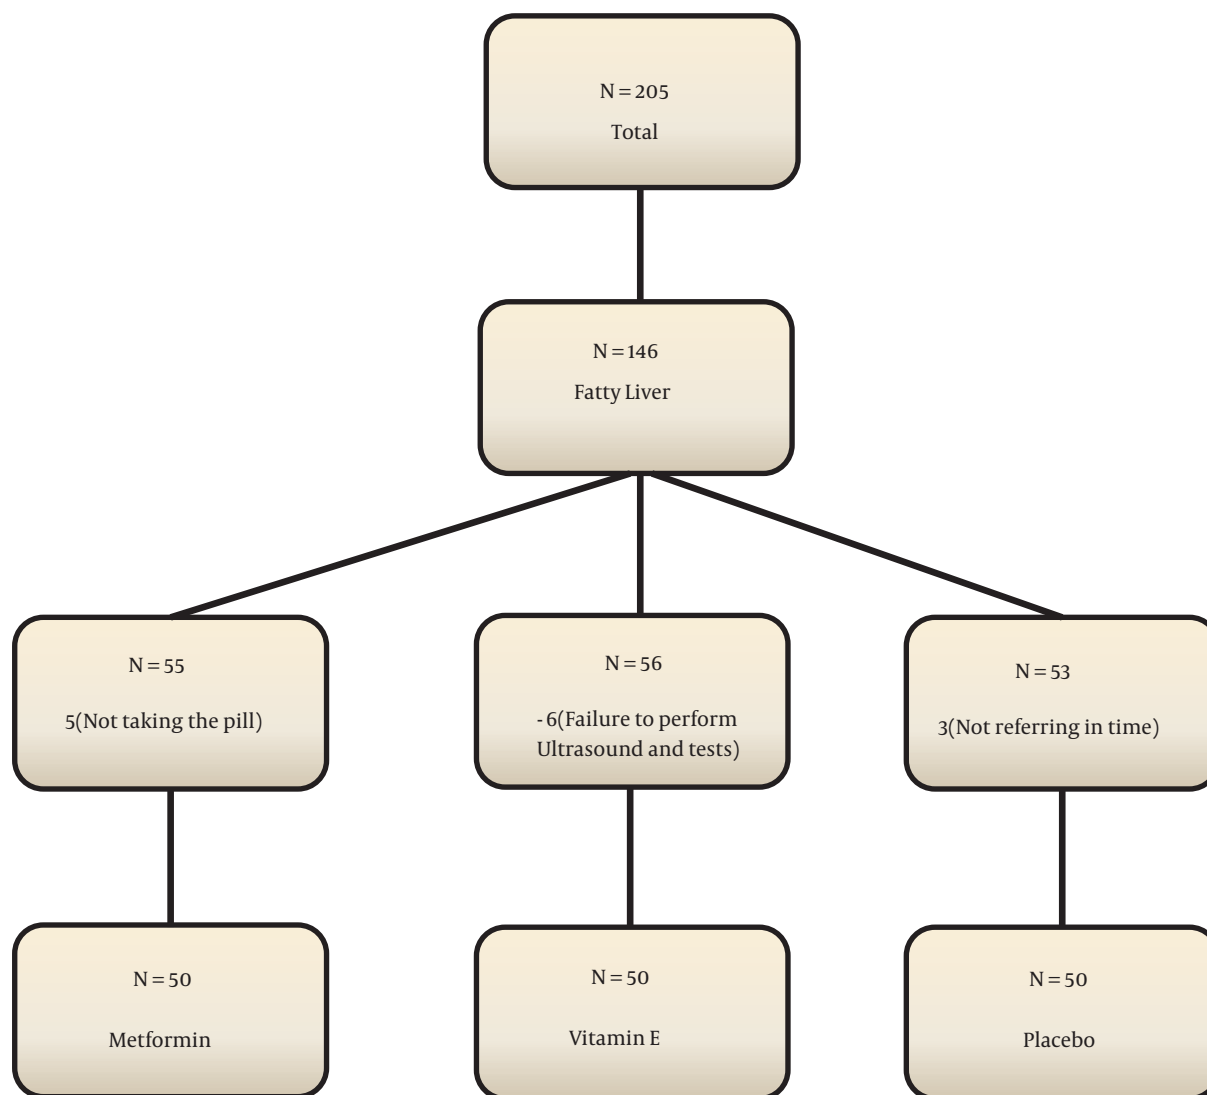 N = 205
Total
N = 146
Fatty Liver
N = 55
5(Not taking the pill)
N = 56
- 6(Failure to perform
Ultrasound and tests)
N = 53
3(Not referring in time)
N = 50
Metformin
N = 50
Vitamin E
N = 50
Placebo